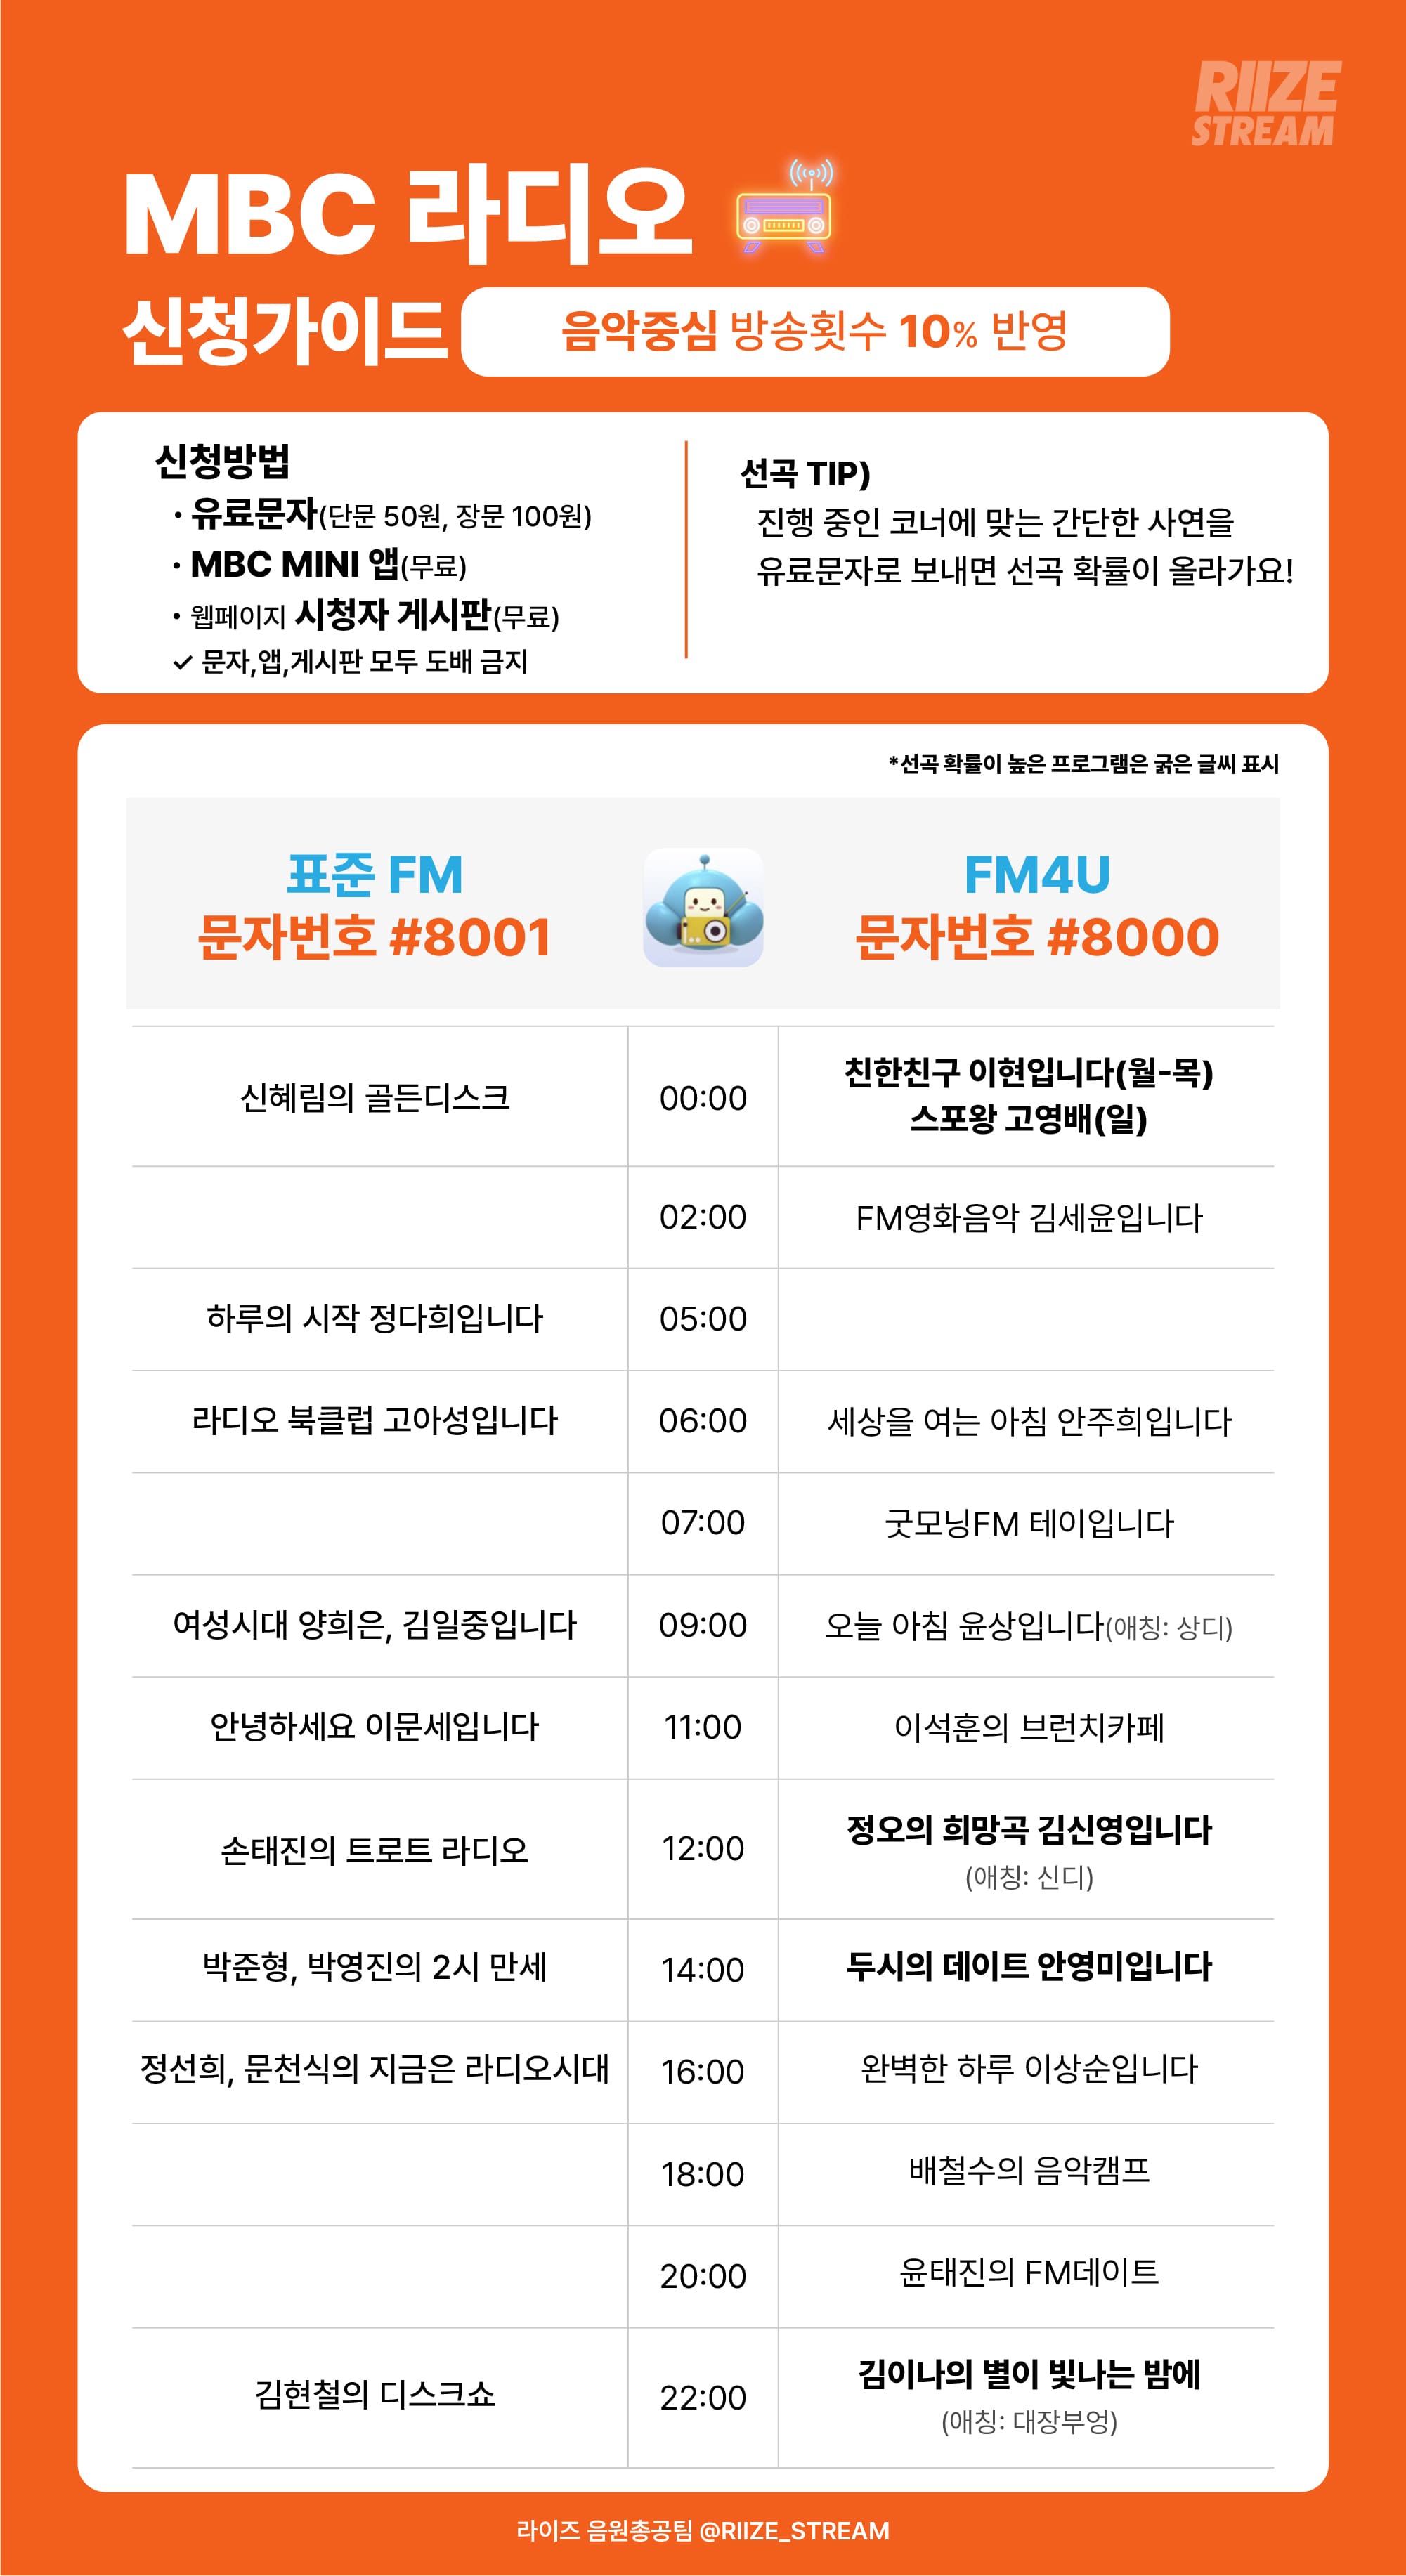 RIIZE
STREAM
MBC 라디오
신청가이드
음악중심 방송횟수 10% 반영
신청방법
· 유료문자(단문 50원, 장문 100원)
· MBC MINI 앱(무료)
· 웹페이지 시청자 게시판(무료)
✓ 문자,앱,게시판 모두 도배 금지
선곡 TIP)
진행 중인 코너에 맞는 간단한 사연을
유료문자로 보내면 선곡 확률이 올라가요!
*선곡 확률이 높은 프로그램은 굵은 글씨 표시
표준 FM
문자번호 #8001
FM4U
문자번호 #8000
신혜림의 골든디스크
00:00
친한친구 이현입니다(월-목)
스포왕 고영배(일)
02:00
FM영화음악 김세윤입니다
하루의 시작 정다희입니다
05:00
라디오 북클럽 고아성입니다
06:00
세상을 여는 아침 안주희입니다
07:00
굿모닝FM 테이입니다
여성시대 양희은, 김일중입니다
09:00
오늘 아침 윤상입니다(애칭: 상디)
안녕하세요 이문세입니다
11:00
이석훈의 브런치카페
손태진의 트로트 라디오
12:00
정오의 희망곡 김신영입니다
(애칭: 신디)
박준형, 박영진의 2시 만세
14:00
두시의 데이트 안영미입니다
정선희, 문천식의 지금은 라디오시대
16:00
완벽한 하루 이상순입니다
18:00
배철수의 음악캠프
20:00
윤태진의 FM데이트
김현철의 디스크쇼
22:00
김이나의 별이 빛나는 밤에
(애칭: 대장부엉)
라이즈 음원총공팀 @RIIZE_STREAM